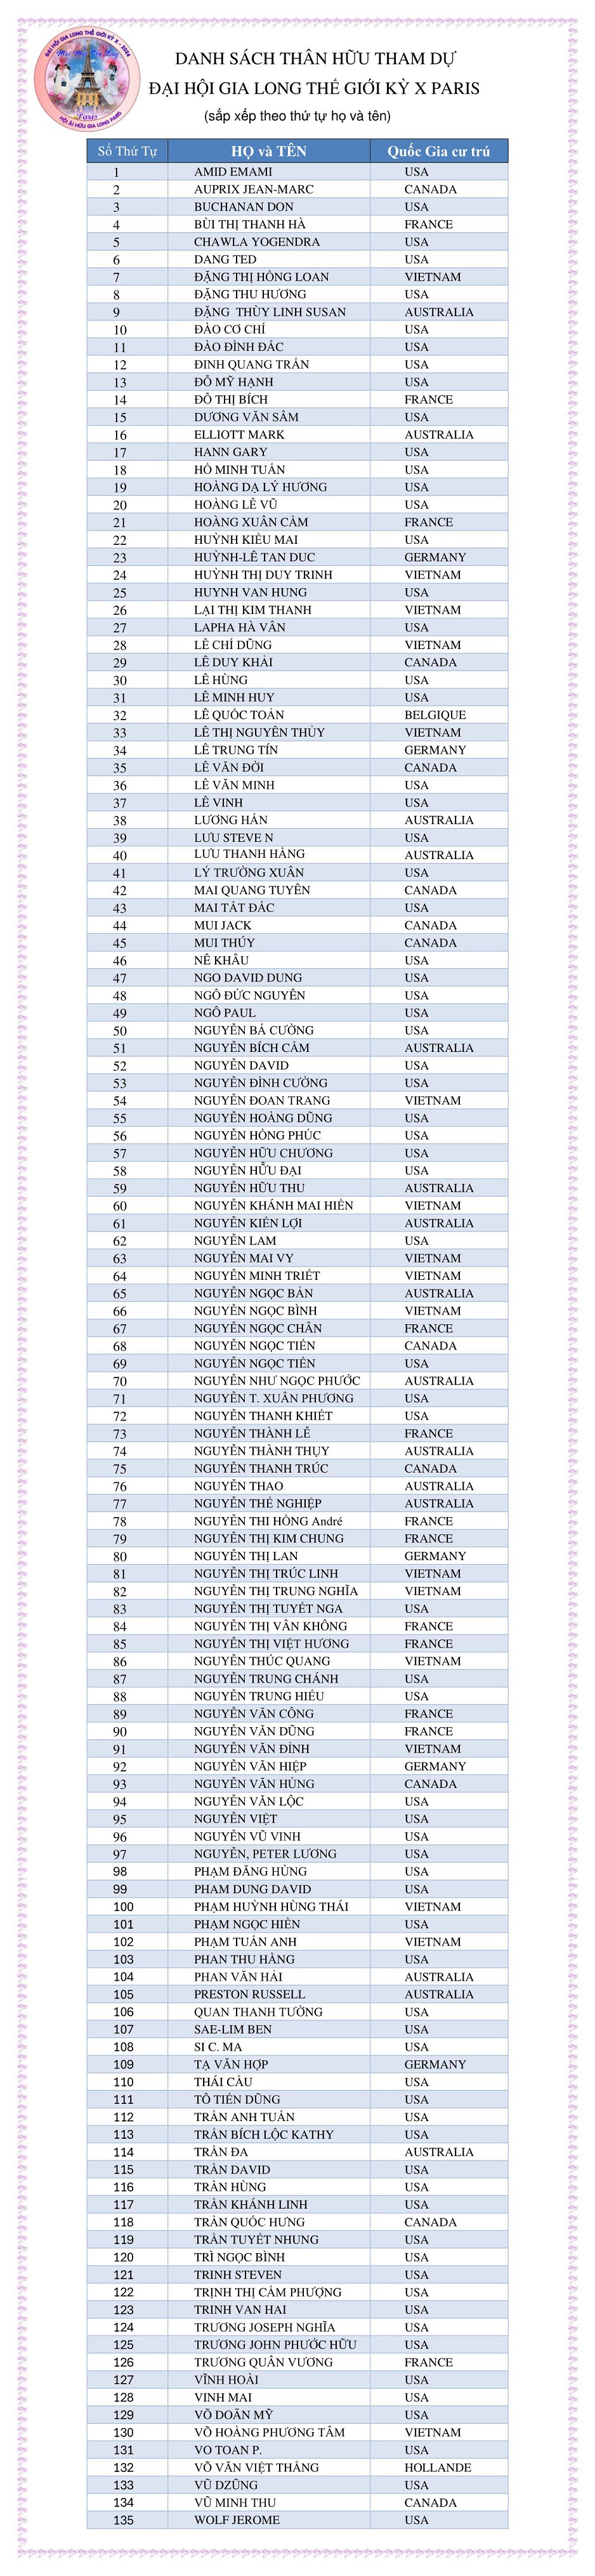 ĐẠI HỘI GIA LONG THẾ GIỚI KỲ X - 2024
Paris
HỘI ÁI HỮU GIA LONG PARIS
DANH SÁCH THÂN HỮU THAM DỰ
ĐẠI HỘI GIA LONG THẾ GIỚI KỲ X PARIS
(sắp xếp theo thứ tự họ và tên)
Số Thứ Tự HỌ và TÊN Quốc Gia cư trú
1 AMID EMAMI USA
2 AUPRIX JEAN-MARC CANADA
3 BUCHANAN DON USA
4 BÙI THỊ THANH HÀ FRANCE
5 CHAWLA YOGENDRA USA
6 DANG TED USA
7 ĐẶNG THỊ HỒNG LOAN VIETNAM
8 ĐẶNG THU HƯƠNG USA
9 ĐẶNG THÙY LINH SUSAN AUSTRALIA
10 ĐÀO CƠ CHÍ USA
11 ĐÀO ĐÌNH ĐẮC USA
12 ĐINH QUANG TRẤN USA
13 ĐỖ MỸ HẠNH USA
14 ĐỖ THỊ BÍCH FRANCE
15 DƯƠNG VĂN SÂM USA
16 ELLIOTT MARK AUSTRALIA
17 HANN GARY USA
18 HỒ MINH TUẤN USA
19 HOÀNG DẠ LÝ HƯƠNG USA
20 HOÀNG LÊ VŨ USA
21 HOÀNG XUÂN CẢM FRANCE
22 HUỲNH KIỀU MAI USA
23 HUỲNH-LÊ TAN DUC GERMANY
24 HUỲNH THỊ DUY TRINH VIETNAM
25 HUYNH VAN HUNG USA
26 LẠI THỊ KIM THANH VIETNAM
27 LAPHA HÀ VÂN USA
28 LÊ CHÍ DŨNG VIETNAM
29 LÊ DUY KHẢI CANADA
30 LÊ HÙNG USA
31 LÊ MINH HUY USA
32 LÊ QUỐC TOẢN BELGIQUE
33 LÊ THỊ NGUYÊN THỦY VIETNAM
34 LÊ TRUNG TÍN GERMANY
35 LÊ VĂN ĐỜI CANADA
36 LÊ VĂN MINH USA
37 LÊ VINH USA
38 LƯƠNG HÁN AUSTRALIA
39 LƯU STEVE N USA
40 LƯU THANH HẰNG AUSTRALIA
41 LÝ TRƯỜNG XUÂN USA
42 MAI QUANG TUYÊN CANADA
43 MAI TẤT ĐẮC USA
44 MUI JACK CANADA
45 MUI THÚY CANADA
46 NÊ KHÂU USA
47 NGO DAVID DUNG USA
48 NGÔ ĐỨC NGUYÊN USA
49 NGÔ PAUL USA
50 NGUYỄN BÁ CƯỜNG USA
51 NGUYỄN BÍCH CẦM AUSTRALIA
52 NGUYỄN DAVID USA
53 NGUYỄN ĐÌNH CƯỜNG USA
54 NGUYỄN ĐOAN TRANG VIETNAM
55 NGUYỄN HOÀNG DŨNG USA
56 NGUYỄN HỒNG PHÚC USA
57 NGUYỄN HỮU CHƯƠNG USA
58 NGUYỄN HỮU ĐẠI USA
59 NGUYỄN HỮU THU AUSTRALIA
60 NGUYỄN KHÁNH MAI HIỀN VIETNAM
61 NGUYỄN KIẾN LỢI AUSTRALIA
62 NGUYỄN LAM USA
63 NGUYỄN MAI VY VIETNAM
64 NGUYỄN MINH TRIẾT VIETNAM
65 NGUYỄN NGỌC BẢN AUSTRALIA
66 NGUYỄN NGỌC BÌNH VIETNAM
67 NGUYỄN NGỌC CHÂN FRANCE
68 NGUYỄN NGỌC TIẾN CANADA
69 NGUYỄN NGỌC TIẾN USA
70 NGUYỄN NHƯ NGỌC PHƯỚC AUSTRALIA
71 NGUYỄN T. XUÂN PHƯƠNG USA
72 NGUYỄN THANH KHIẾT USA
73 NGUYỄN THÀNH LỄ FRANCE
74 NGUYỄN THÀNH THỤY AUSTRALIA
75 NGUYỄN THANH TRÚC CANADA
76 NGUYỄN THAO AUSTRALIA
77 NGUYỄN THẾ NGHIỆP AUSTRALIA
78 NGUYỄN THI HỒNG André FRANCE
79 NGUYỄN THỊ KIM CHUNG FRANCE
80 NGUYỄN THỊ LAN GERMANY
81 NGUYỄN THỊ TRÚC LINH VIETNAM
82 NGUYỄN THỊ TRUNG NGHĨA VIETNAM
83 NGUYỄN THỊ TUYẾT NGA USA
84 NGUYỄN THỊ VÂN KHÔNG FRANCE
85 NGUYỄN THỊ VIỆT HƯƠNG FRANCE
86 NGUYỄN THÚC QUANG VIETNAM
87 NGUYỄN TRUNG CHÁNH USA
88 NGUYỄN TRUNG HIẾU USA
89 NGUYỄN VĂN CÔNG FRANCE
90 NGUYỄN VĂN DŨNG FRANCE
91 NGUYỄN VĂN ĐỈNH VIETNAM
92 NGUYỄN VĂN HIỆP GERMANY
93 NGUYỄN VĂN HÙNG CANADA
94 NGUYỄN VĂN LỘC USA
95 NGUYỄN VIỆT USA
96 NGUYỄN VŨ VINH USA
97 NGUYỄN, PETER LƯƠNG USA
98 PHẠM ĐĂNG HÙNG USA
99 PHAM DUNG DAVID USA
100 PHẠM HUỲNH HÙNG THÁI VIETNAM
101 PHẠM NGỌC HIỀN USA
102 PHẠM TUẤN ANH VIETNAM
103 PHAN THU HẰNG USA
104 PHAN VĂN HẢI AUSTRALIA
105 PRESTON RUSSELL AUSTRALIA
106 QUAN THANH TƯỜNG USA
107 SAE-LIM BEN USA
108 SI C. MA USA
109 TẠ VĂN HỢP GERMANY
110 THÁI CẦU USA
111 TÔ TIẾN DŨNG USA
112 TRẦN ANH TUẤN USA
113 TRẦN BÍCH LỘC KATHY USA
114 TRẦN ĐA AUSTRALIA
115 TRẦN DAVID USA
116 TRẦN HÙNG USA
117 TRẦN KHÁNH LINH USA
118 TRẦN QUỐC HƯNG CANADA
119 TRẦN TUYẾT NHUNG USA
120 TRÌ NGỌC BÌNH USA
121 TRINH STEVEN USA
122 TRỊNH THỊ CẨM PHƯỢNG USA
123 TRINH VAN HAI USA
124 TRƯƠNG JOSEPH NGHĨA USA
125 TRƯƠNG JOHN PHƯỚC HỮU USA
126 TRƯƠNG QUÂN VƯƠNG FRANCE
127 VĨNH HOÀI USA
128 VINH MAI USA
129 VÕ DOÃN MỸ USA
130 VÕ HOÀNG PHƯƠNG TÂM VIETNAM
131 VO TOAN P. USA
132 VÕ VĂN VIỆT THẮNG HOLLANDE
133 VŨ DZŨNG USA
134 VŨ MINH THU CANADA
135 WOLF JEROME USA